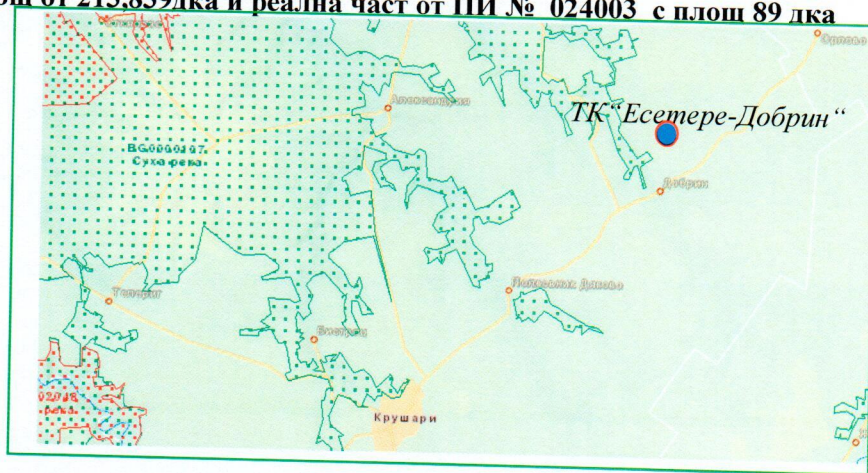 от 215,859дка и реална част от ПИ № 024003 с площ 89 дка
Орлово
Александрия
ТК"Есетере-Добрин"
BG0000107
Суха река
Добрин
Телериг
Полковник Дяково
Бистрец
Крушари